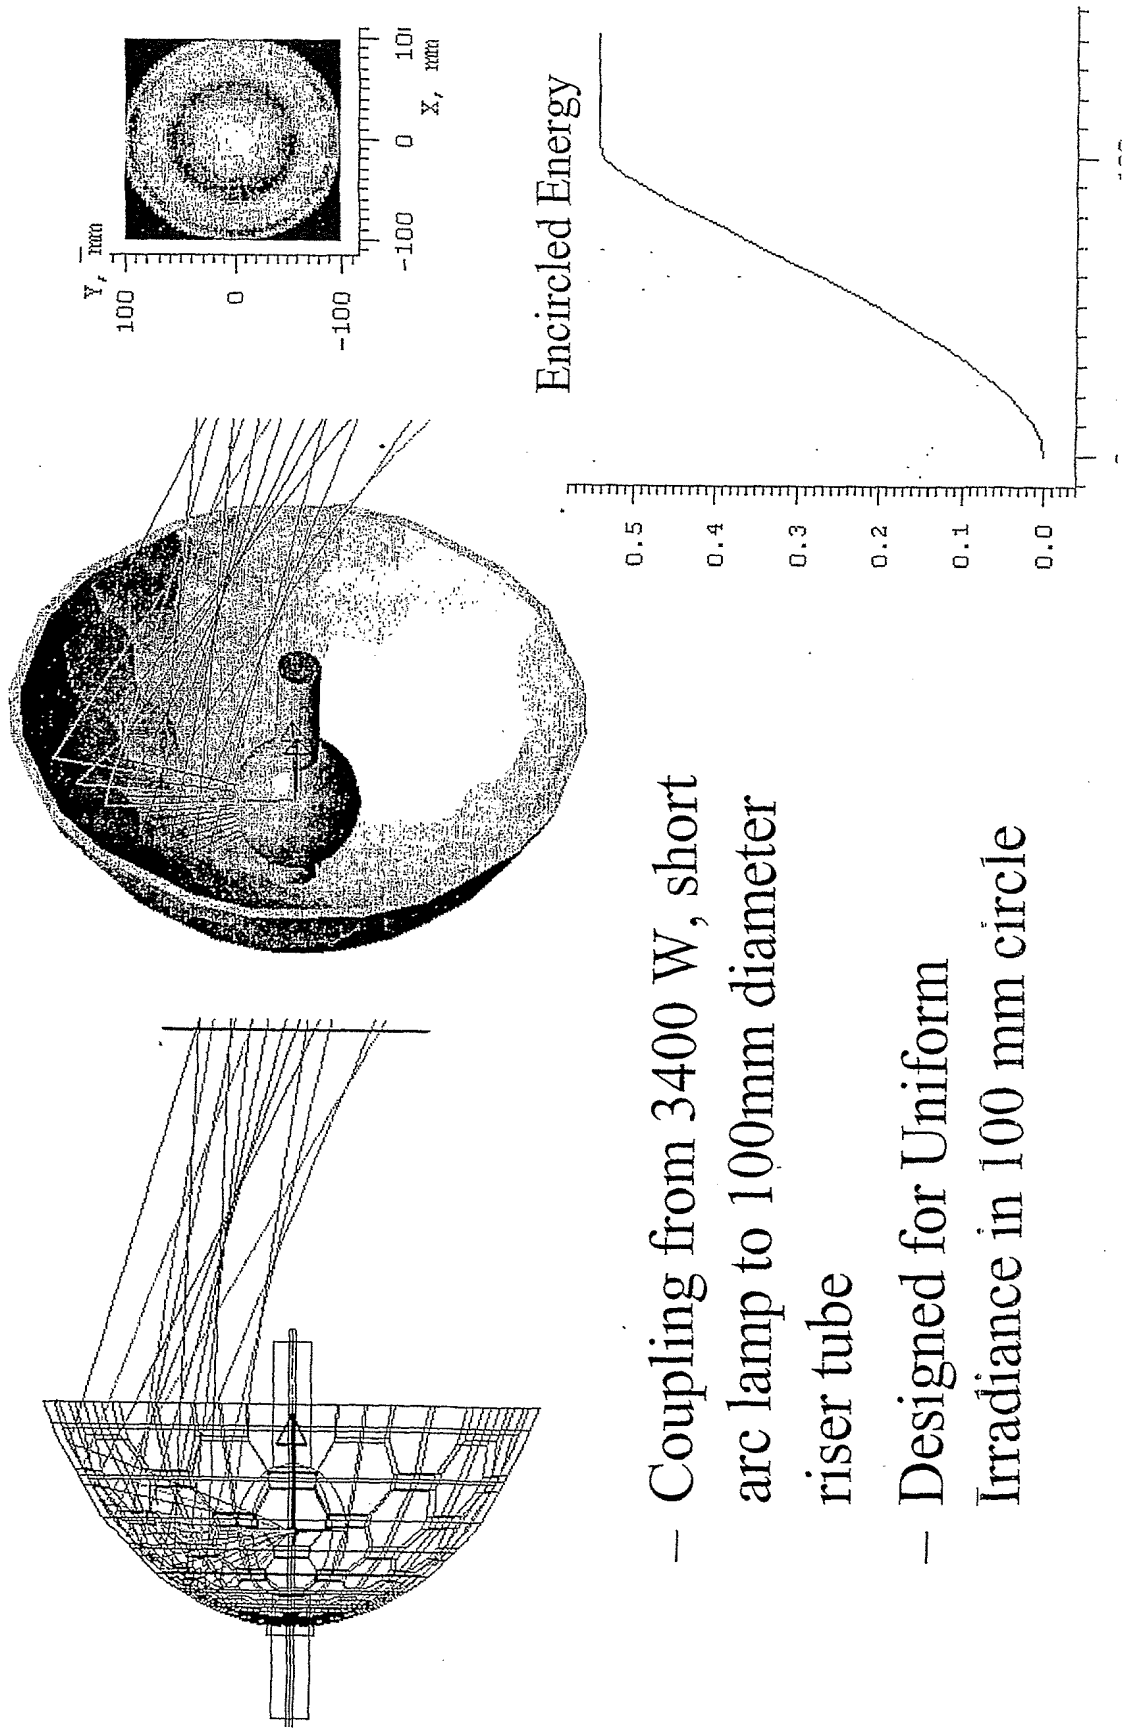 Y, mm
100
0
-100
-100
0
X, mm
Encircled Energy
0.5
0.4
0.3
0.2
0.1
0.0
– Coupling from 3400 W, short
arc lamp to 100mm diameter
riser tube
– Designed for Uniform
Irradiance in 100 mm circle